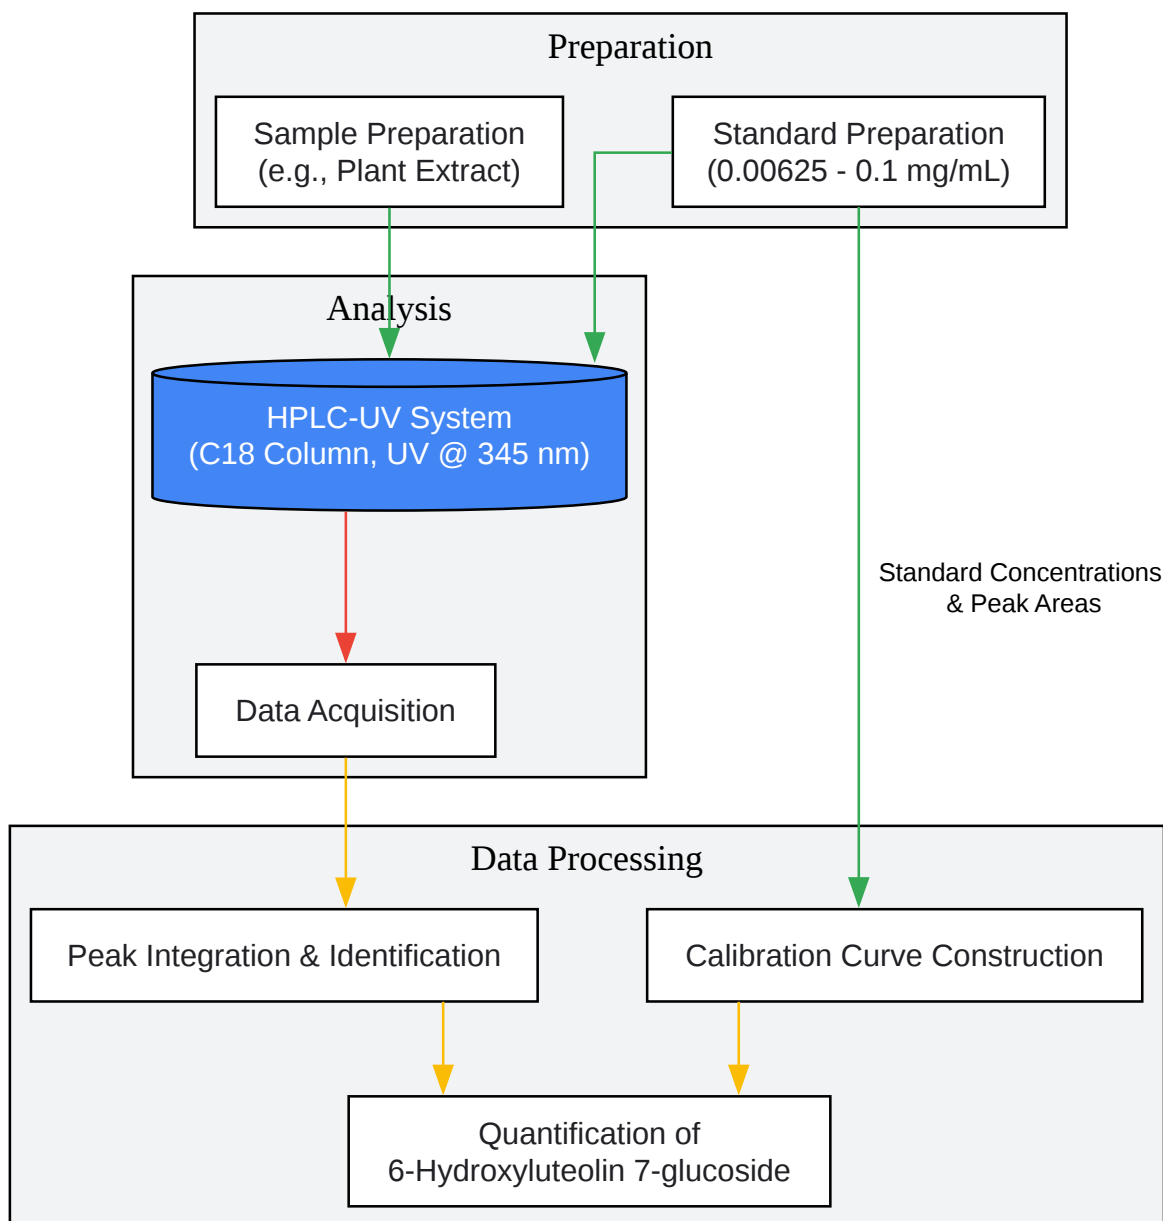 Preparation
Sample Preparation
(e.g., Plant Extract)
Standard Preparation
(0.00625 - 0.1 mg/mL)
Analysis
HPLC-UV System
(C18 Column, UV @ 345 nm)
Standard Concentrations
& Peak Areas
Data Acquisition
Data Processing
Peak Integration & Identification
Calibration Curve Construction
Quantification of
6-Hydroxyluteolin 7-glucoside